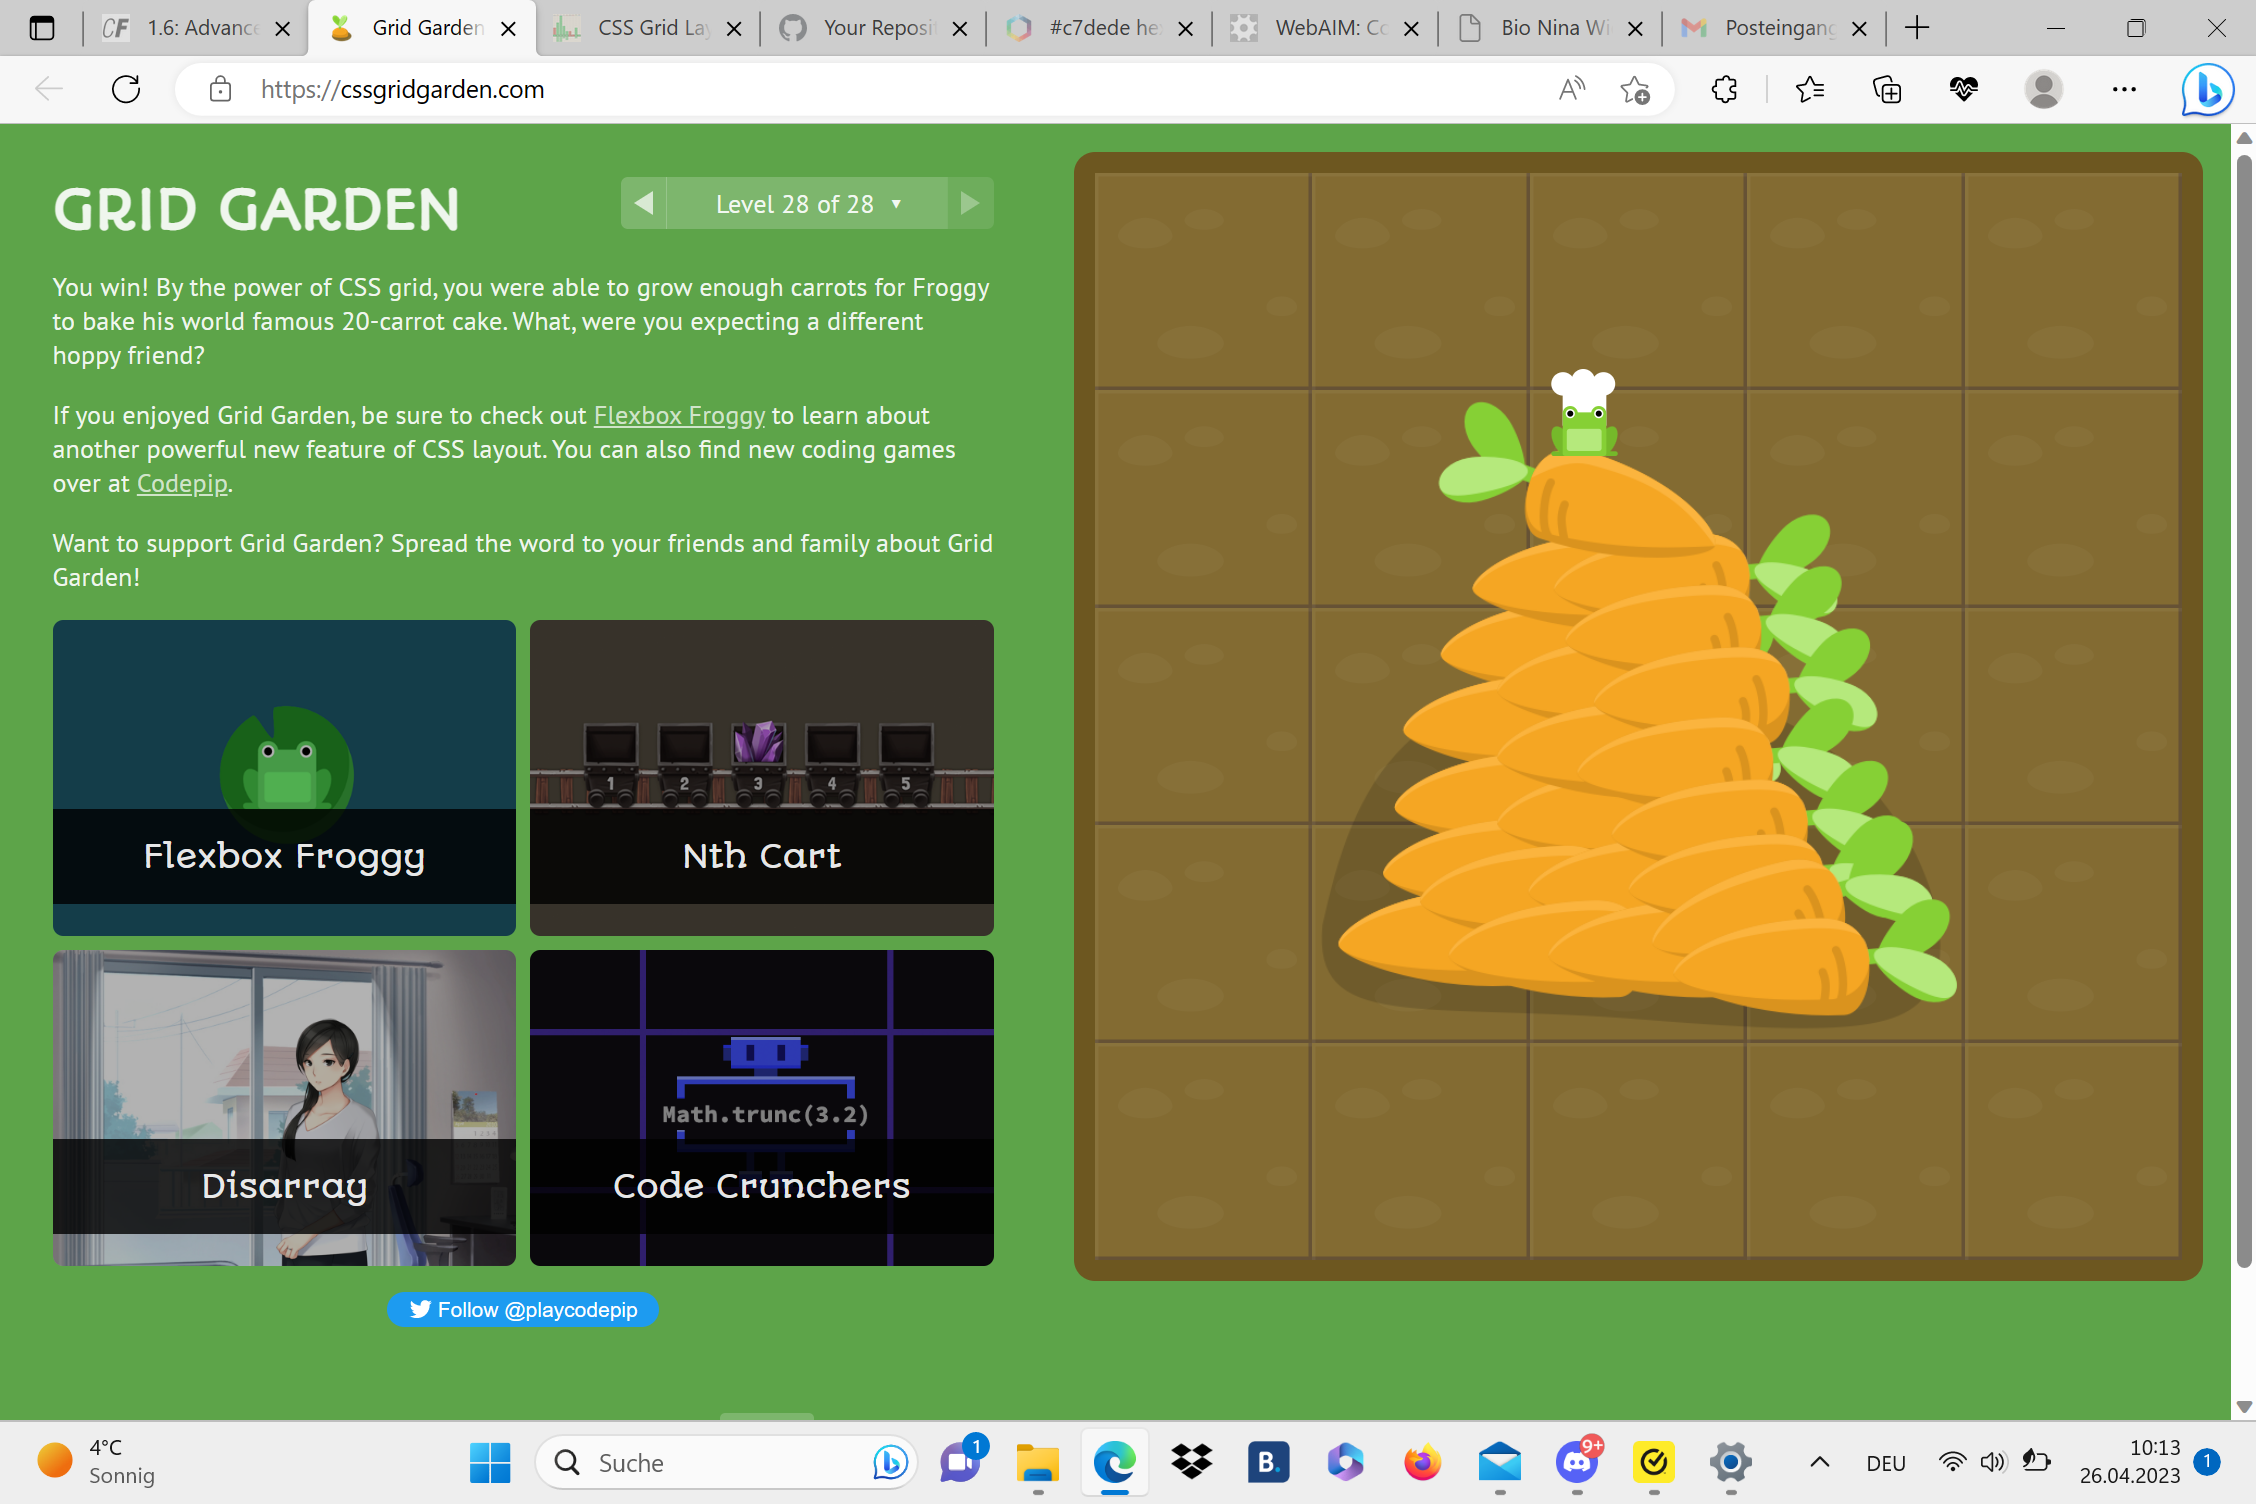 1.6: Advance
Grid Garden
CSS Grid Lay
Your Reposit
#c7dede he
WebAIM: Co
Bio Nina Wi
Posteingang
https://cssgridgarden.com
GRID GARDEN
Level 28 of 28
You win! By the power of CSS grid, you were able to grow enough carrots for Froggy
to bake his world famous 20-carrot cake. What, were you expecting a different
hoppy friend?
If you enjoyed Grid Garden, be sure to check out Flexbox Froggy to learn about
another powerful new feature of CSS layout. You can also find new coding games
over at Codepip.
Want to support Grid Garden? Spread the word to your friends and family about Grid
Garden!
1 2 3 4 5
Flexbox Froggy
Nth Cart
Math.trunc(3.2)
Disarray
Code Crunchers
Follow @playcodepip
4°C
Sonnig
Suche
1
B.
9+
DEU
10:13
26.04.2023
1